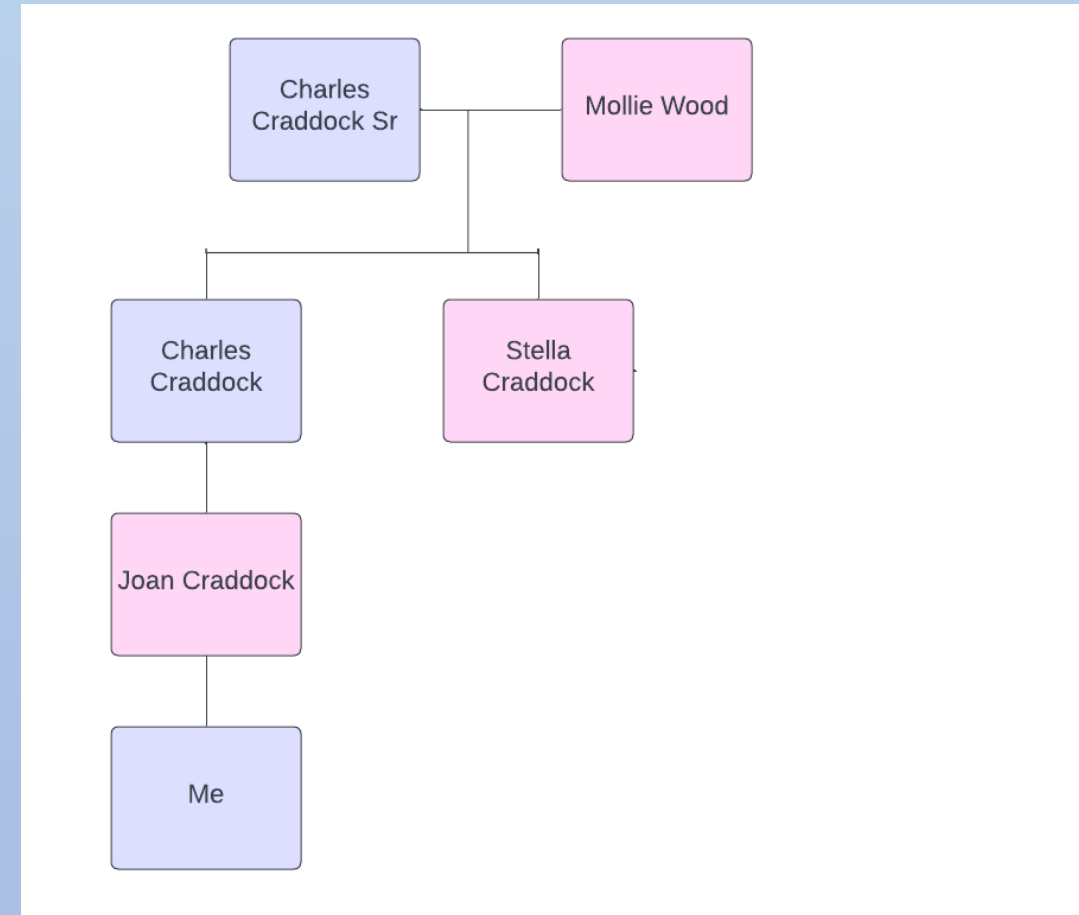 Charles
Craddock Sr
Mollie Wood
Charles
Craddock
Stella
Craddock
Joan Craddock
Me